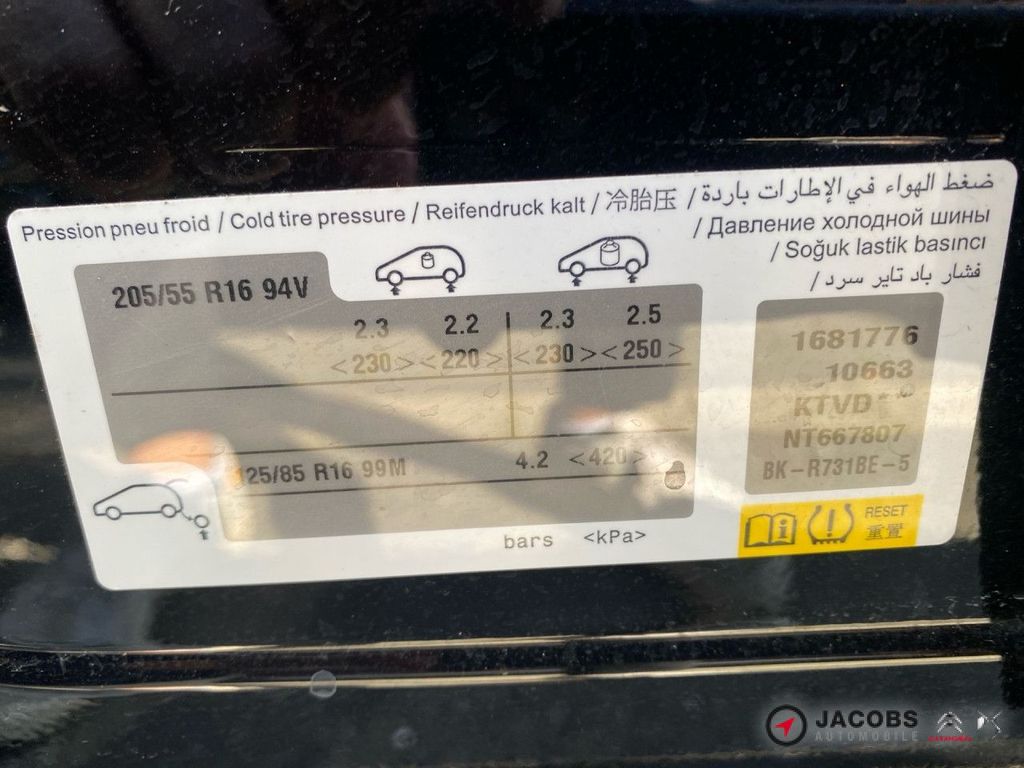 Pression pneu froid / Cold tire pressure / Reifendruck kalt / 冷胎压 / ضغط الهواء في الإطارات باردة
/ Давление холодной шины
/ Soğuk lastik basıncı
/ فشار باد تایر سرد
205/55 R16 94V
2.3 2.2 2.3 2.5
<230> <220> <230> <250>
125/85 R16 99M 4.2 <420>
bars <kPa>
1681776
10663
KTVD
NT667807
BK-R731BE-5
RESET
重置
JACOBS
AUTOMOBILE